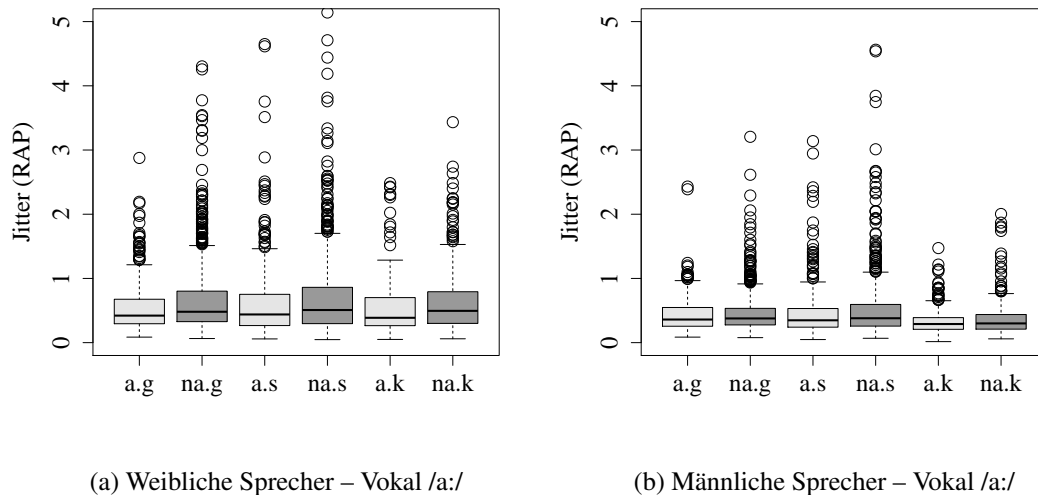 Jitter (RAP)
5
4
3
2
1
0
a.g na.g a.s na.s a.k na.k
(a) Weibliche Sprecher – Vokal /a:/
Jitter (RAP)
5
4
3
2
1
0
a.g na.g a.s na.s a.k na.k
(b) Männliche Sprecher – Vokal /a:/